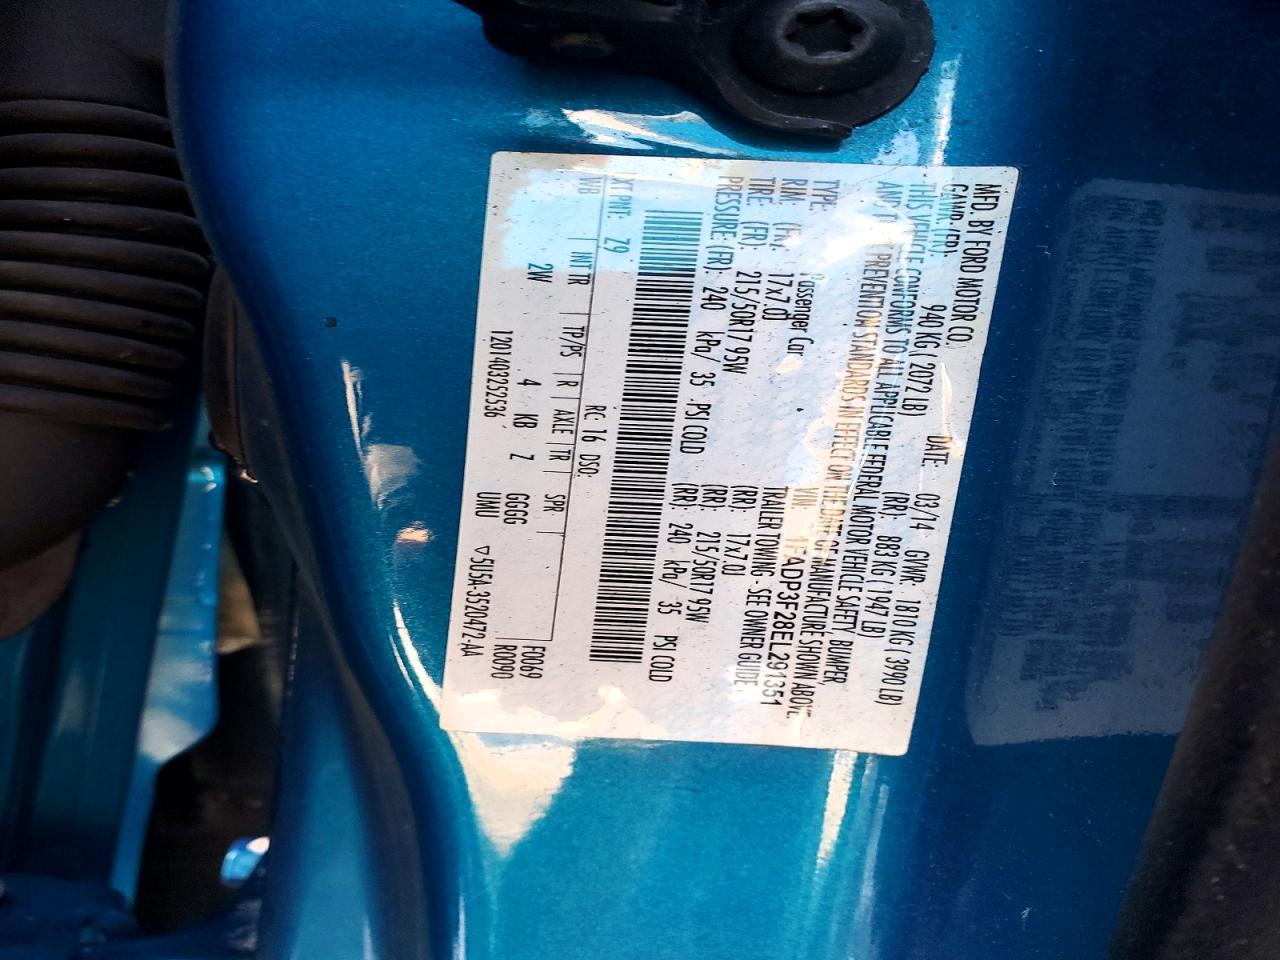 MFD. BY FORD MOTOR CO.
DATE: 03/14 GVWR: 1810 KG ( 3990 LB)
GAWR: (FR): 940 KG ( 2072 LB) (RR): 883 KG ( 1947 LB)
THIS VEHICLE CONFORMS TO ALL APPLICABLE FEDERAL MOTOR VEHICLE SAFETY, BUMPER,
AND THEFT PREVENTION STANDARDS IN EFFECT ON THE DATE OF MANUFACTURE SHOWN ABOVE.
VIN: 1FADP3F28EL291351
TYPE: Passenger Car TRAILER TOWING - SEE OWNER GUIDE
RIM: (FR): 17x7.0J (RR): 17x7.0J
TIRE: (FR): 215/50R17 95W (RR): 215/50R17 95W
PRESSURE: (FR): 240 kPa/ 35 PSI COLD (RR): 240 kPa/ 35 PSI COLD
EXT PNT: Z9 RC: 16 DSO:
WB INT TR TP/PS R AXLE TR SPR F0069
2W 4 KB Z GGGG R0090
12014032536 UMU ▽5U5A-3520472-AA